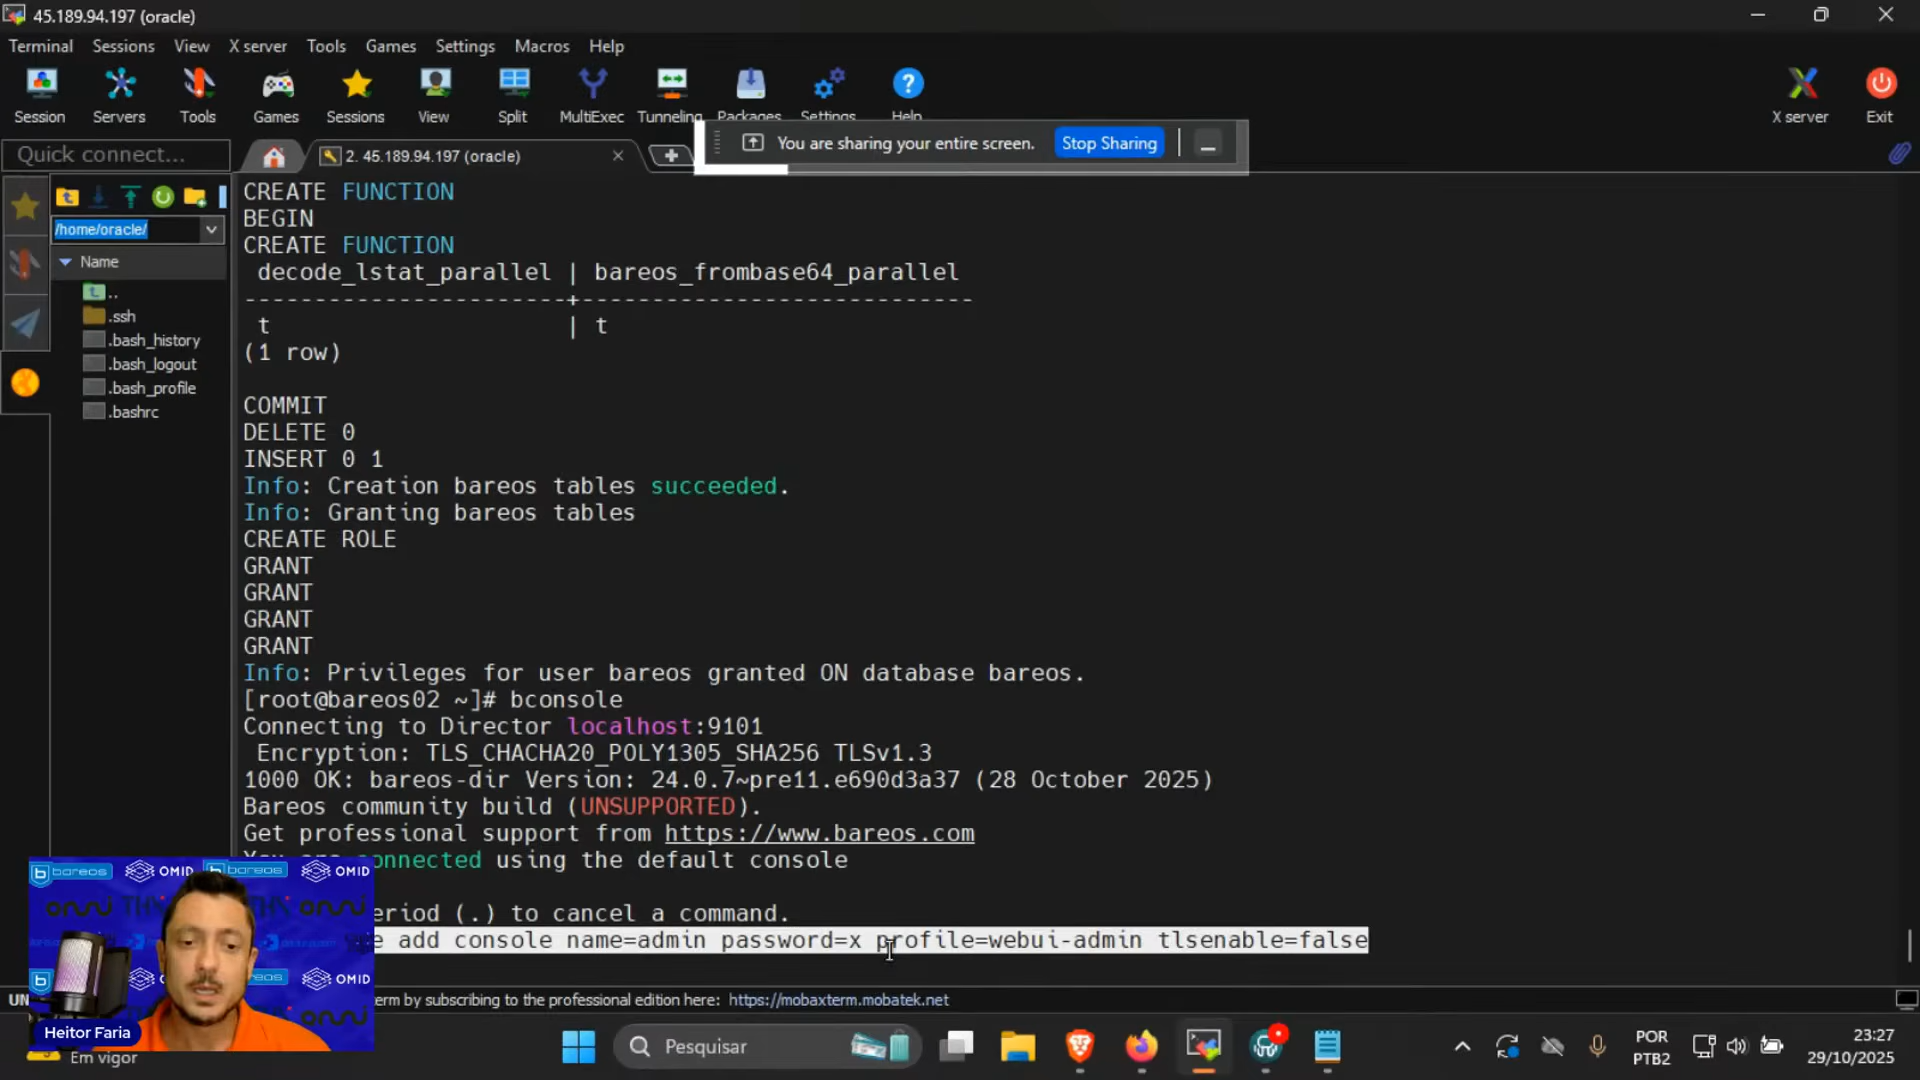 45.189.94.197 (oracle)
Terminal Sessions View X server Tools Games Settings Macros Help
Session Servers Tools Games Sessions View Split MultiExec Tunneling Packages Settings Help X server Exit
Quick connect...
2. 45.189.94.197 (oracle)
You are sharing your entire screen. Stop Sharing
/home/oracle/
Name
..
.ssh
.bash_history
.bash_logout
.bash_profile
.bashrc
CREATE FUNCTION
BEGIN
CREATE FUNCTION
decode_lstat_parallel | bareos_frombase64_parallel
-----------------------+----------------------------
t | t
(1 row)
COMMIT
DELETE 0
INSERT 0 1
Info: Creation bareos tables succeeded.
Info: Granting bareos tables
CREATE ROLE
GRANT
GRANT
GRANT
GRANT
Info: Privileges for user bareos granted ON database bareos.
[root@bareos02 ~]# bconsole
Connecting to Director localhost:9101
Encryption: TLS_CHACHA20_POLY1305_SHA256 TLSv1.3
1000 OK: bareos-dir Version: 24.0.7~pre11.e690d3a37 (28 October 2025)
Bareos community build (UNSUPPORTED).
Get professional support from https://www.bareos.com
connected using the default console
eriod (.) to cancel a command.
add console name=admin password=x profile=webui-admin tlsenable=false
UN
erm by subscribing to the professional edition here: https://mobaxterm.mobatek.net
bareos OMID bareos OMID
OMID
Heitor Faria
Em vigor
Pesquisar
POR
PTB2
23:27
29/10/2025